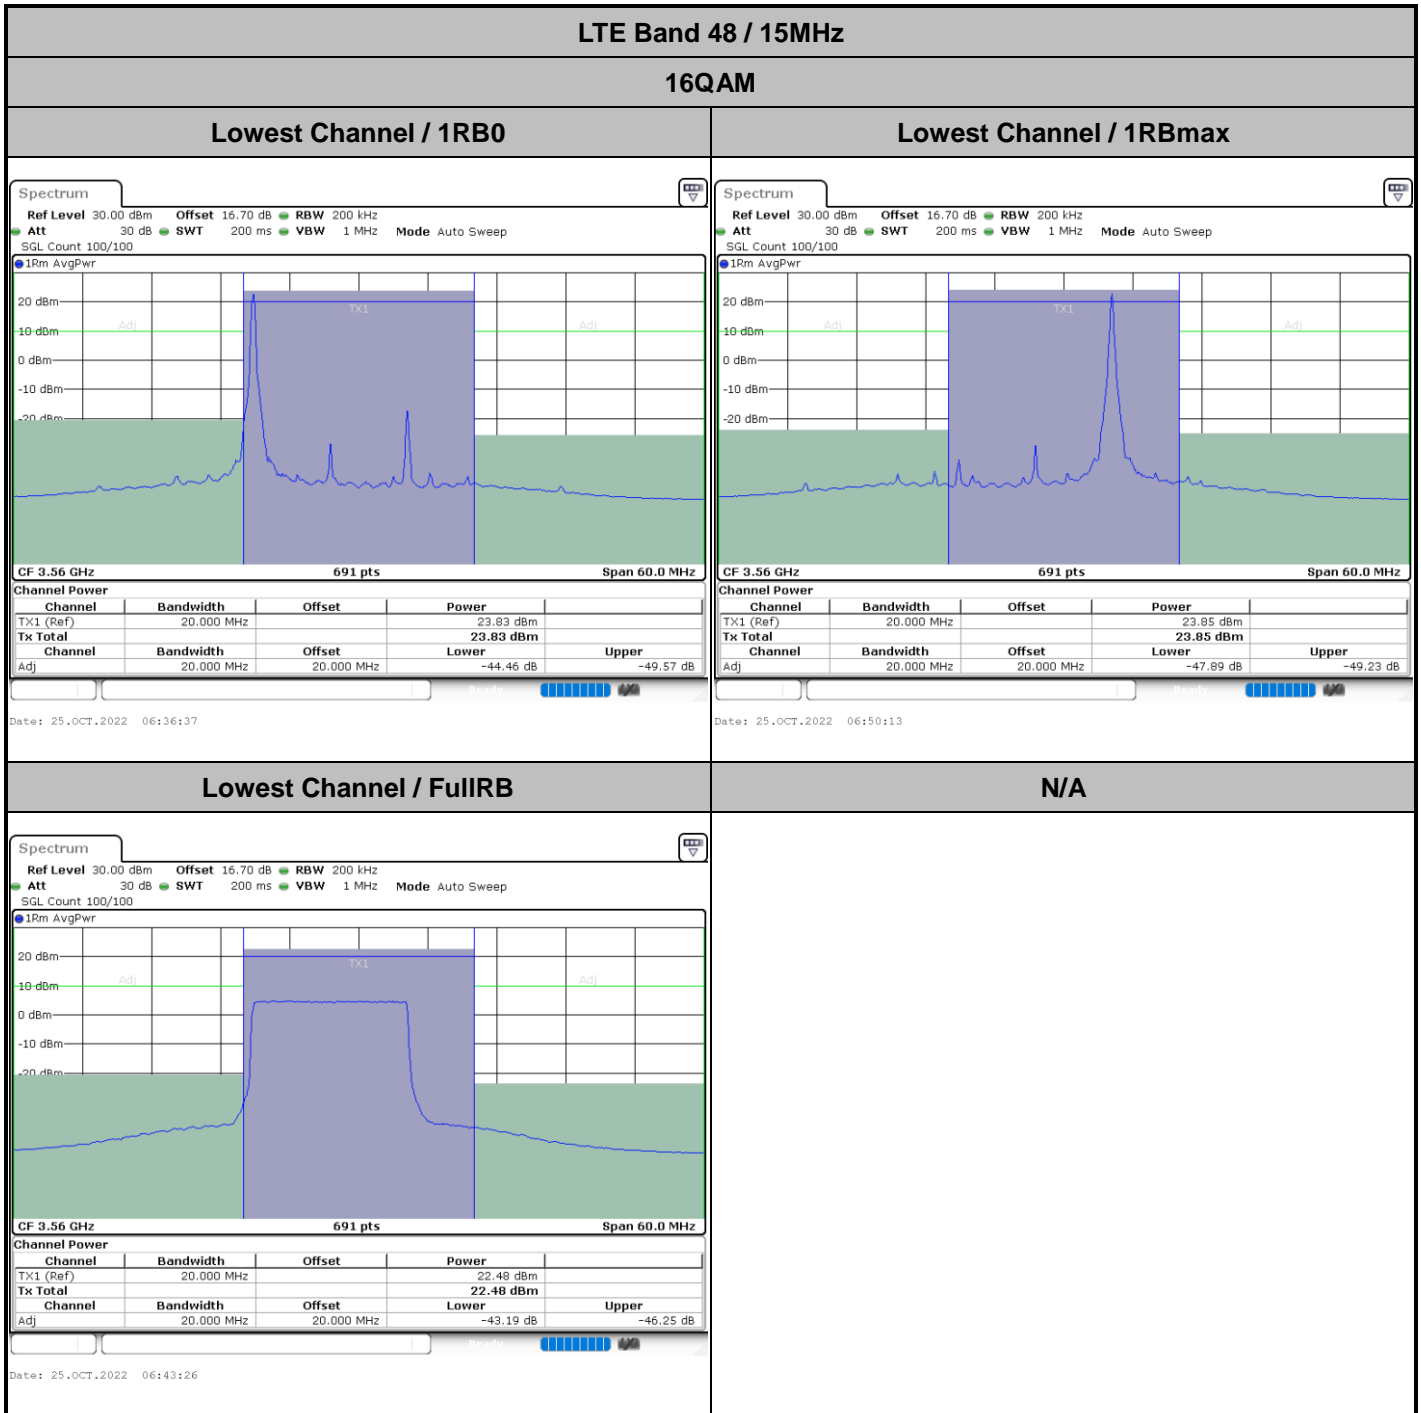 LTE Band 48 / 15MHz
16QAM
Lowest Channel / 1RB0
Lowest Channel / 1RBmax
Spectrum
Ref Level 30.00 dBm Offset 16.70 dB RBW 200 kHz
Att 30 dB SWT 200 ms VBW 1 MHz Mode Auto Sweep
SGL Count 100/100
1Rm AvgPwr
TX1
Adj
Adj
20 dBm
10 dBm
0 dBm
-10 dBm
-20 dBm
CF 3.56 GHz 691 pts Span 60.0 MHz
Channel Power
Channel Bandwidth Offset Power
TX1 (Ref) 20.000 MHz 23.83 dBm
Tx Total 23.83 dBm
Channel Bandwidth Offset Lower Upper
Adj 20.000 MHz 20.000 MHz -44.46 dB -49.57 dB
Ready
Date: 25.OCT.2022 06:36:37
Spectrum
Ref Level 30.00 dBm Offset 16.70 dB RBW 200 kHz
Att 30 dB SWT 200 ms VBW 1 MHz Mode Auto Sweep
SGL Count 100/100
1Rm AvgPwr
TX1
Adj
Adj
20 dBm
10 dBm
0 dBm
-10 dBm
-20 dBm
CF 3.56 GHz 691 pts Span 60.0 MHz
Channel Power
Channel Bandwidth Offset Power
TX1 (Ref) 20.000 MHz 23.85 dBm
Tx Total 23.85 dBm
Channel Bandwidth Offset Lower Upper
Adj 20.000 MHz 20.000 MHz -47.89 dB -49.23 dB
Ready
Date: 25.OCT.2022 06:50:13
Lowest Channel / FullRB
N/A
Spectrum
Ref Level 30.00 dBm Offset 16.70 dB RBW 200 kHz
Att 30 dB SWT 200 ms VBW 1 MHz Mode Auto Sweep
SGL Count 100/100
1Rm AvgPwr
TX1
Adj
Adj
20 dBm
10 dBm
0 dBm
-10 dBm
-20 dBm
CF 3.56 GHz 691 pts Span 60.0 MHz
Channel Power
Channel Bandwidth Offset Power
TX1 (Ref) 20.000 MHz 22.48 dBm
Tx Total 22.48 dBm
Channel Bandwidth Offset Lower Upper
Adj 20.000 MHz 20.000 MHz -43.19 dB -46.25 dB
Ready
Date: 25.OCT.2022 06:43:26